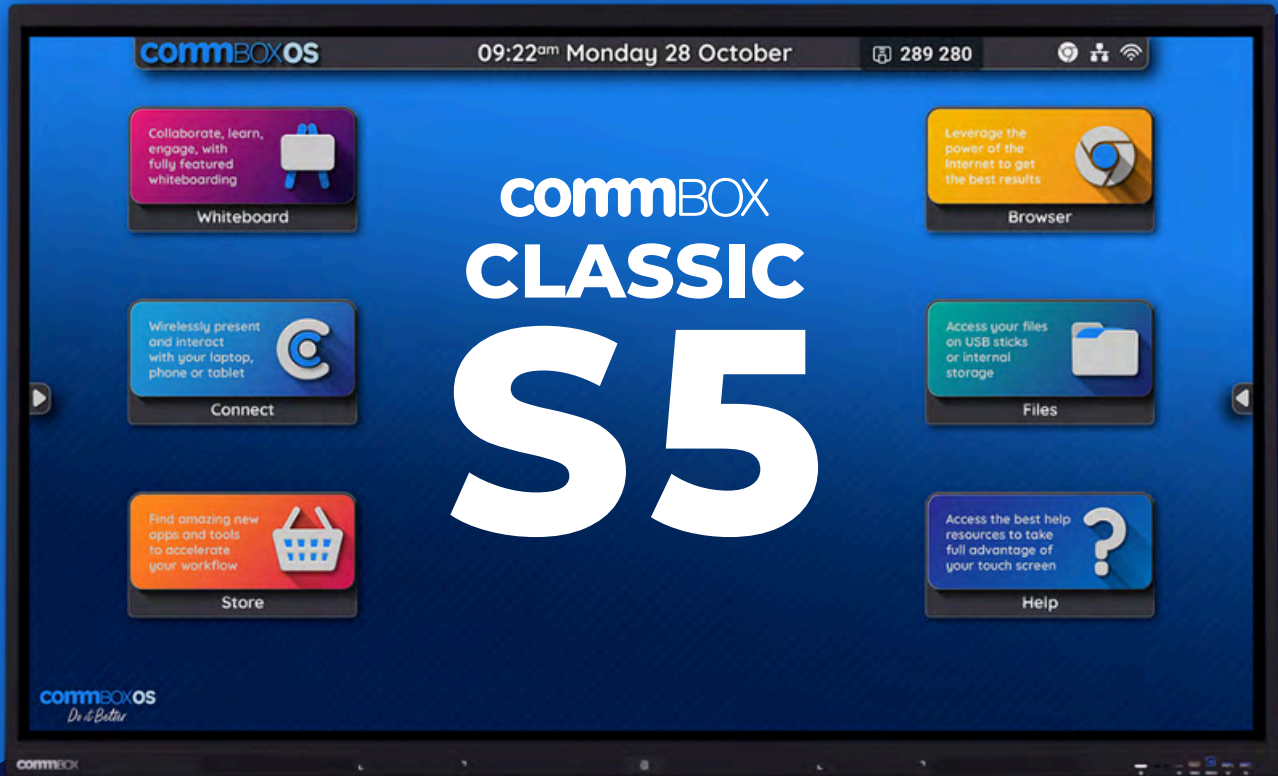 commBOXOS
09:22am Monday 28 October
289 280
Collaborate, learn,
engage, with
fully featured
whiteboarding
Whiteboard
Wirelessly present
and interact
with your laptop,
phone or tablet
Connect
Find amazing new
apps and tools
to accelerate
your workflow
Store
commBOX
CLASSIC
S5
Leverage the
power of the
Internet to get
the best results
Browser
Access your files
on USB sticks
or internal
storage
Files
Access the best help
resources to take
full advantage of
your touch screen
Help
commBOXOS
Do it Better
commBOX